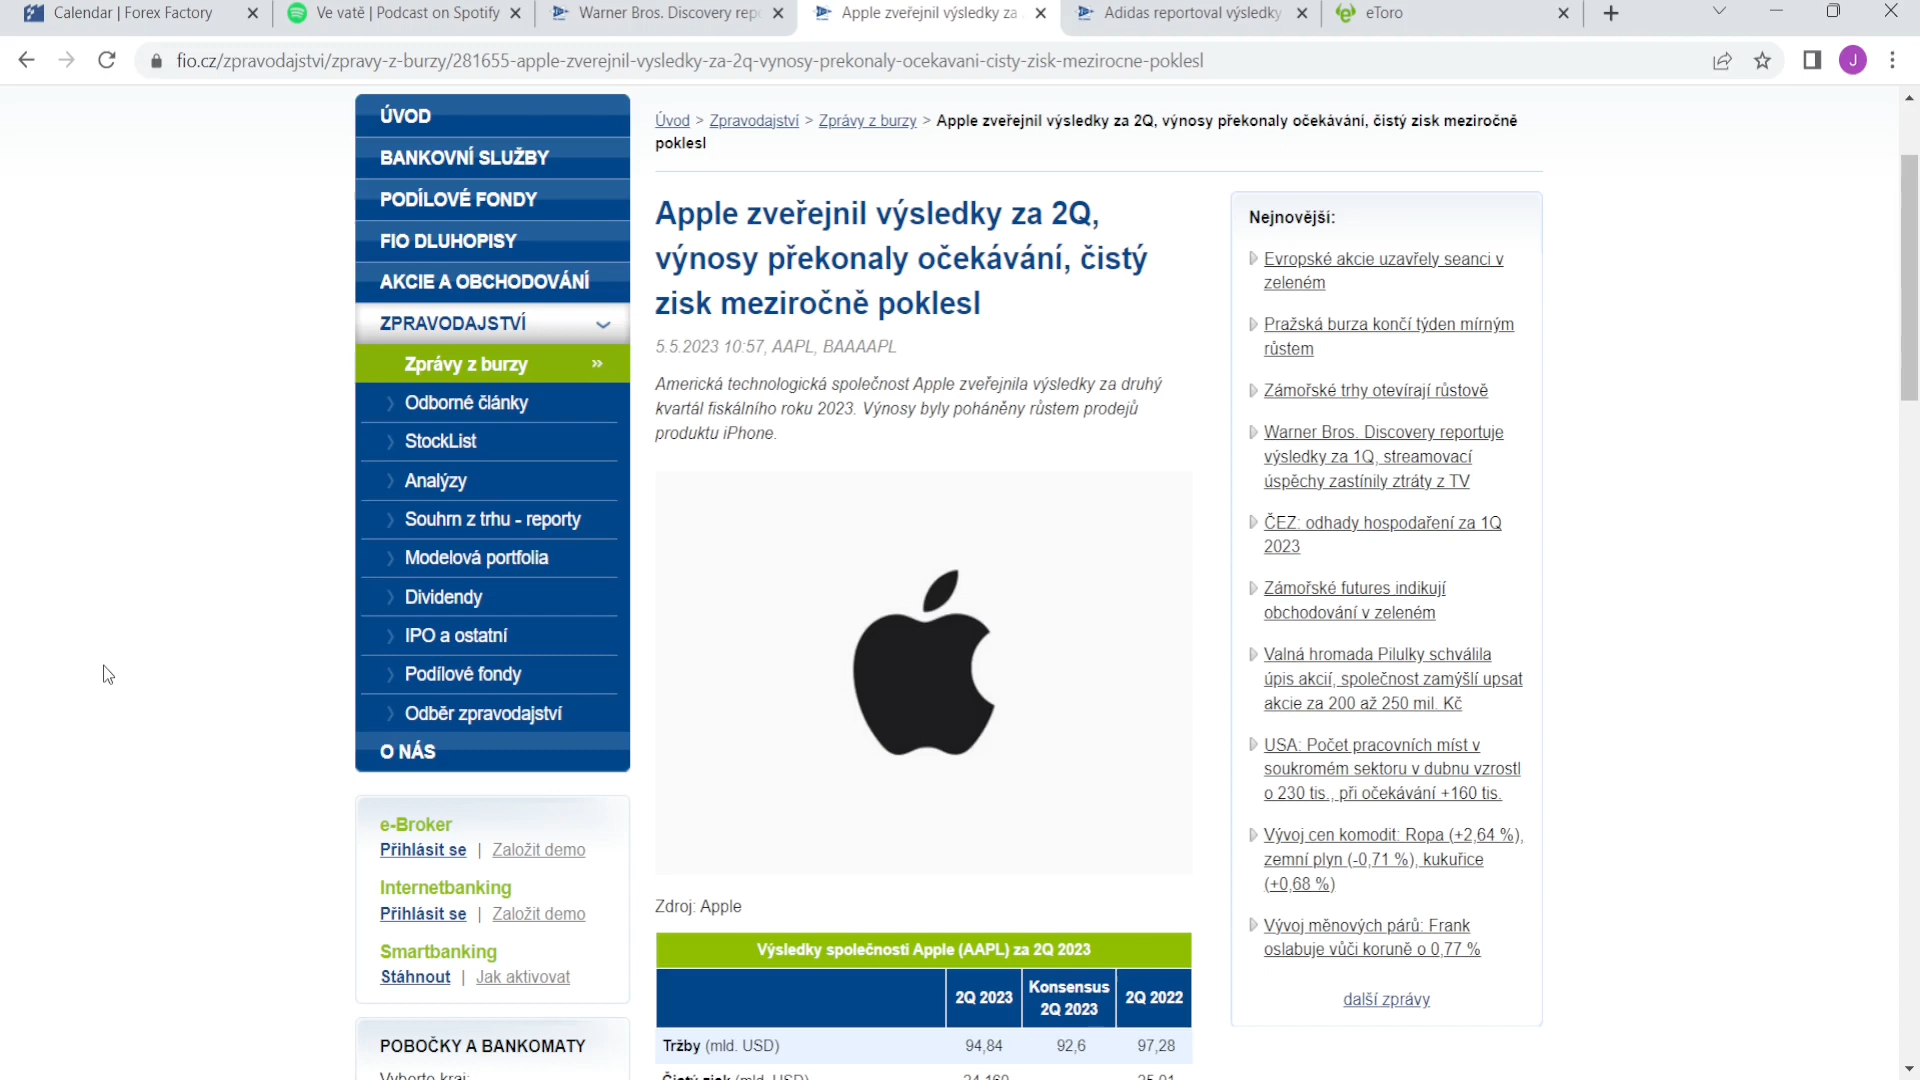 Calendar | Forex Factory
Ve vatě | Podcast on Spotify
Warner Bros. Discovery repo
Apple zveřejnil výsledky za
Adidas reportoval výsledky
eToro
fio.cz/zpravodajstvi/zpravy-z-burzy/281655-apple-zverejnil-vysledky-za-2q-vynosy-prekonaly-ocekavani-cisty-zisk-mezirocne-poklesl
J
ÚVOD
BANKOVNÍ SLUŽBY
PODÍLOVÉ FONDY
FIO DLUHOPISY
AKCIE A OBCHODOVÁNÍ
ZPRAVODAJSTVÍ
Zprávy z burzy »
Odborné články
StockList
Analýzy
Souhrn z trhu - reporty
Modelová portfolia
Dividendy
IPO a ostatní
Podílové fondy
Odběr zpravodajství
O NÁS
e-Broker
Přihlásit se | Založit demo
Internetbanking
Přihlásit se | Založit demo
Smartbanking
Stáhnout | Jak aktivovat
POBOČKY A BANKOMATY
Vyberte kraj:
Úvod > Zpravodajství > Zprávy z burzy > Apple zveřejnil výsledky za 2Q, výnosy překonaly očekávání, čistý zisk meziročně
poklesl
Apple zveřejnil výsledky za 2Q,
výnosy překonaly očekávání, čistý
zisk meziročně poklesl
5.5.2023 10:57, AAPL, BAAAAPL
Americká technologická společnost Apple zveřejnila výsledky za druhý
kvartál fiskálního roku 2023. Výnosy byly poháněny růstem prodejů
produktu iPhone.
Zdroj: Apple
Výsledky společnosti Apple (AAPL) za 2Q 2023
2Q 2023 Konsensus 2Q 2022
2Q 2023
Tržby (mld. USD) 94,84 92,6 97,28
Čistý zisk (mld. USD) 24,160 25,01
Nejnovější:
Evropské akcie uzavřely seanci v
zeleném
Pražská burza končí týden mírným
růstem
Zámořské trhy otevírají růstově
Warner Bros. Discovery reportuje
výsledky za 1Q, streamovací
úspěchy zastínily ztráty z TV
ČEZ: odhady hospodaření za 1Q
2023
Zámořské futures indikují
obchodování v zeleném
Valná hromada Pilulky schválila
úpis akcií, společnost zamýšlí upsat
akcie za 200 až 250 mil. Kč
USA: Počet pracovních míst v
soukromém sektoru v dubnu vzrostl
o 230 tis., při očekávání +160 tis.
Vývoj cen komodit: Ropa (+2,64 %),
zemní plyn (-0,71 %), kukuřice
(+0,68 %)
Vývoj měnových párů: Frank
oslabuje vůči koruně o 0,77 %
další zprávy